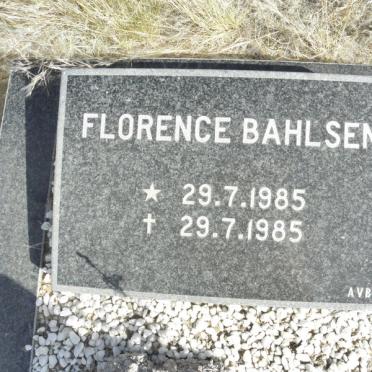 FLORENCE BAHLSEN
★ 29.7.1985
✝ 29.7.1985
AVB